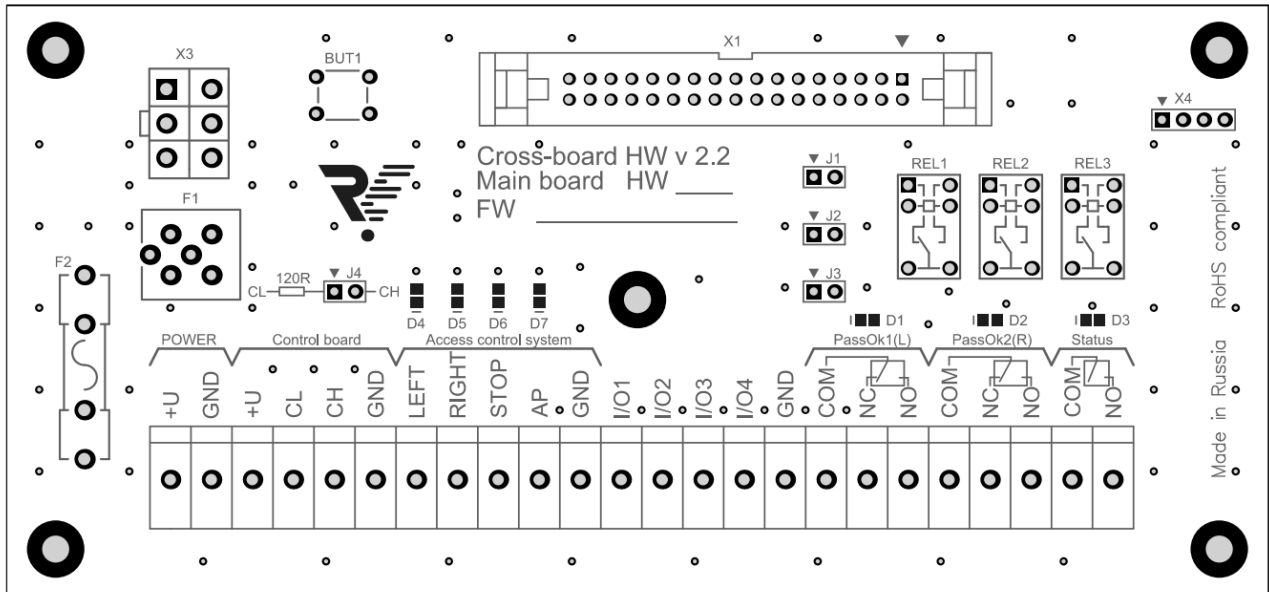 X1
X3
BUT1
X4
Cross-board HW v 2.2
Main board HW ____
FW ______________
J1
REL1 REL2 REL3
F1
J2
RoHS compliant
F2
120R
J4
CL
CH
J3
D4 D5 D6 D7
D1 D2 D3
POWER Control board Access control system PassOk1(L) PassOk2(R) Status
+U GND +U CL CH GND LEFT RIGHT STOP AP GND I/O1 I/O2 I/O3 I/O4 GND COM NC NO COM NC NO COM NO
Made in Russia